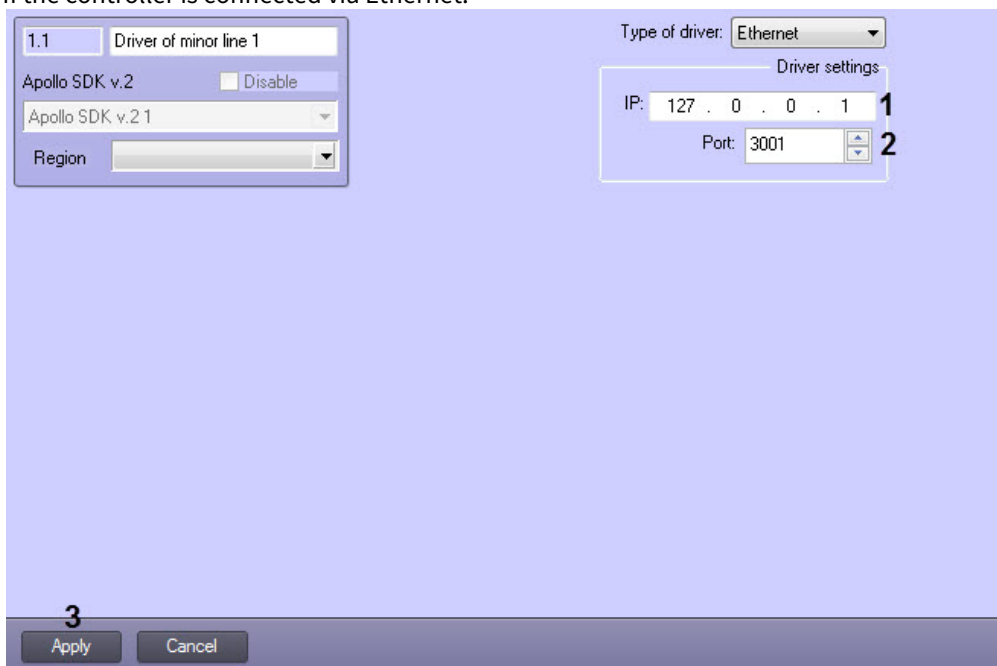 If the controller is connected via Ethernet:
1.1 Driver of minor line 1
Apollo SDK v.2 Disable
Apollo SDK v.2 1
Region
Type of driver: Ethernet
Driver settings
IP: 127 . 0 . 0 . 1 1
Port: 3001 2
3
Apply Cancel